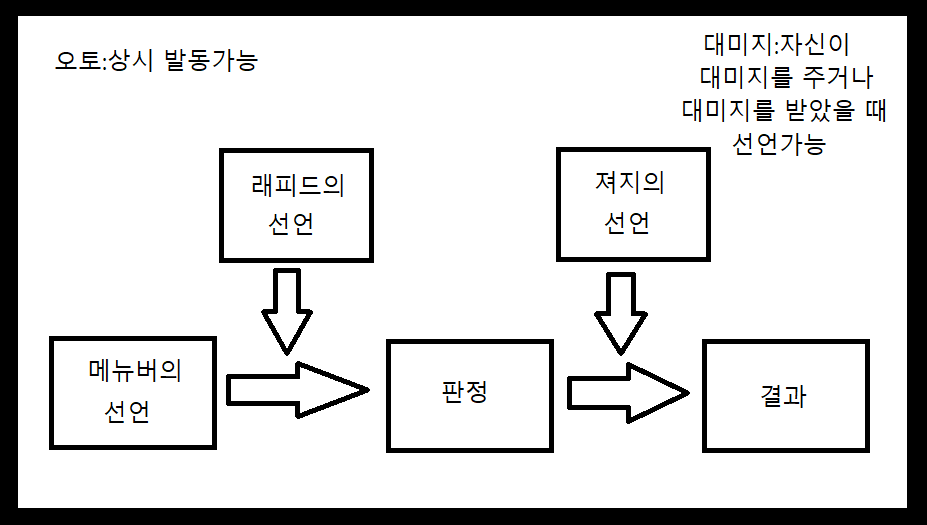 오토:상시 발동가능
대미지:자신이
대미지를 주거나
대미지를 받았을 때
선언가능
래피드의
선언
져지의
선언
메뉴버의
선언
판정
결과